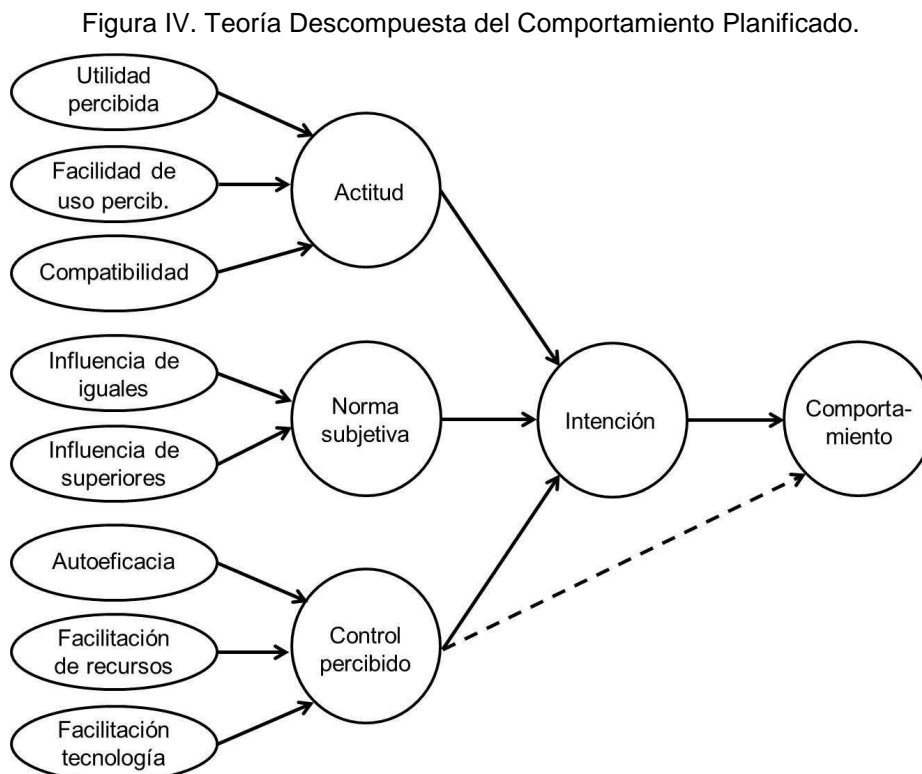 Figura IV. Teoría Descompuesta del Comportamiento Planificado.
Utilidad
percibida
Facilidad de
uso percib.
Compatibilidad
Actitud
Influencia de
iguales
Influencia de
superiores
Norma
subjetiva
Intención
Comporta-
miento
Autoeficacia
Facilitación
de recursos
Facilitación
tecnología
Control
percibido